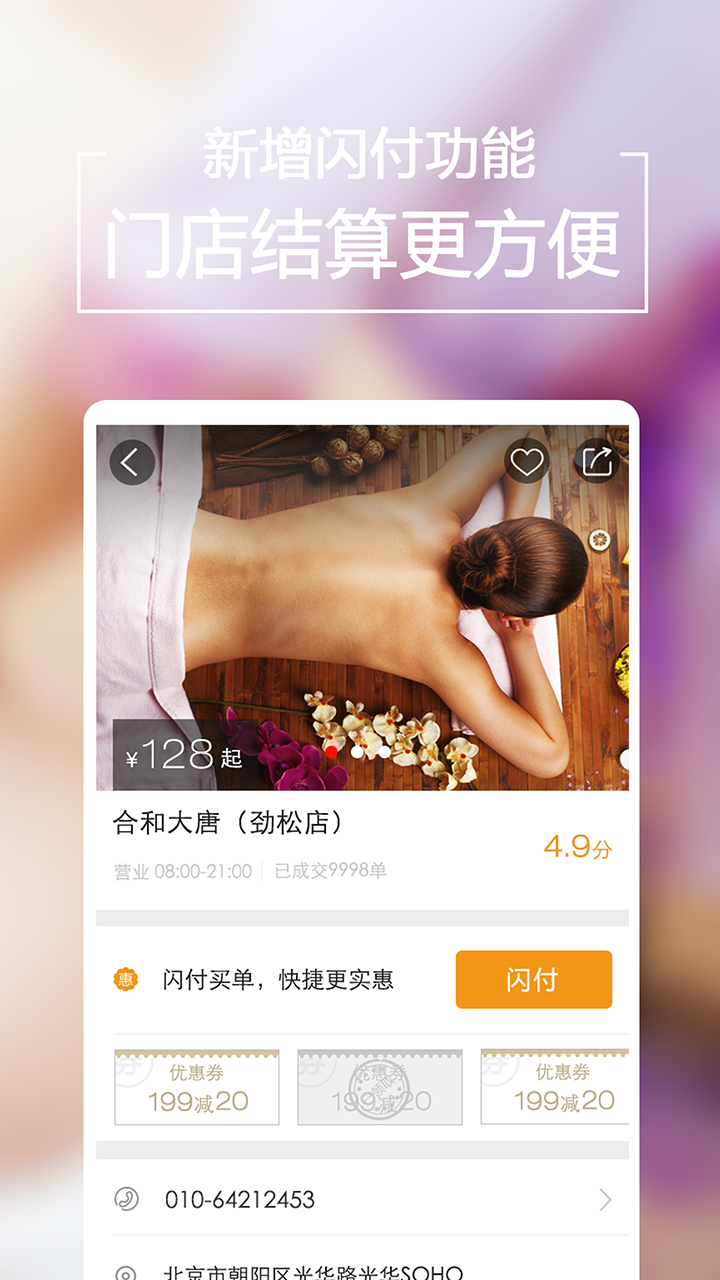 新增闪付功能
门店结算更方便
¥128起
合和大唐（劲松店）
4.9分
营业 08:00-21:00 | 已成交9998单
惠 闪付买单，快捷更实惠 闪付
券 优惠券 券 优惠券 券 优惠券
199减20 199减20 199减20
010-64212453
北京市朝阳区光华路光华SOHO